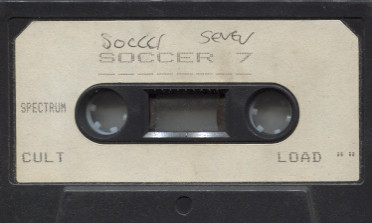 Soccer Seven
SOCCER 7
SPECTRUM
CULT LOAD ""